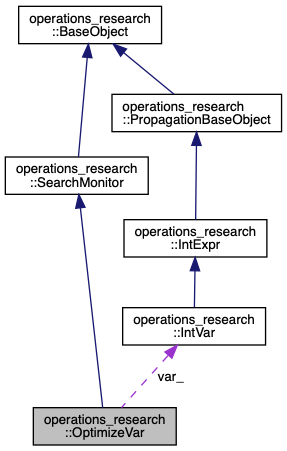 operations_research
::BaseObject
operations_research
::PropagationBaseObject
operations_research
::SearchMonitor
operations_research
::IntExpr
operations_research
::IntVar
var_
operations_research
::OptimizeVar